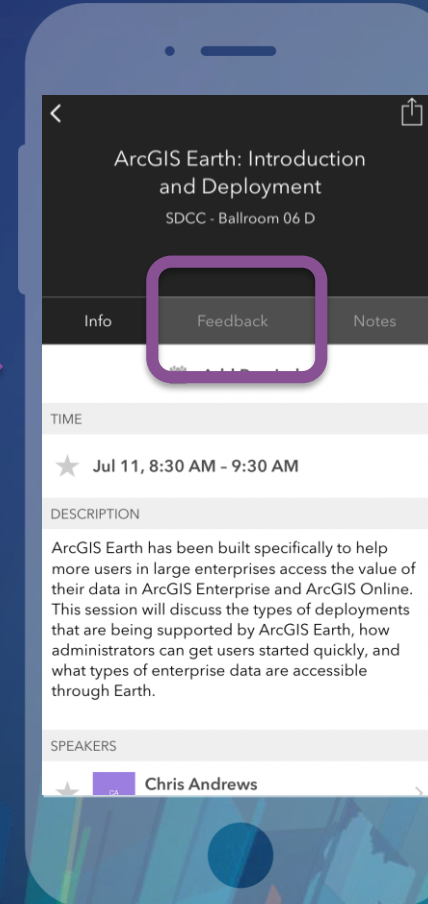 ArcGIS Earth: Introduction
and Deployment
SDCC - Ballroom 06 D
Info Feedback Notes
TIME
Jul 11, 8:30 AM – 9:30 AM
DESCRIPTION
ArcGIS Earth has been built specifically to help
more users in large enterprises access the value of
their data in ArcGIS Enterprise and ArcGIS Online.
This session will discuss the types of deployments
that are being supported by ArcGIS Earth, how
administrators can get users started quickly, and
what types of enterprise data are accessible
through Earth.
SPEAKERS
CA
Chris Andrews